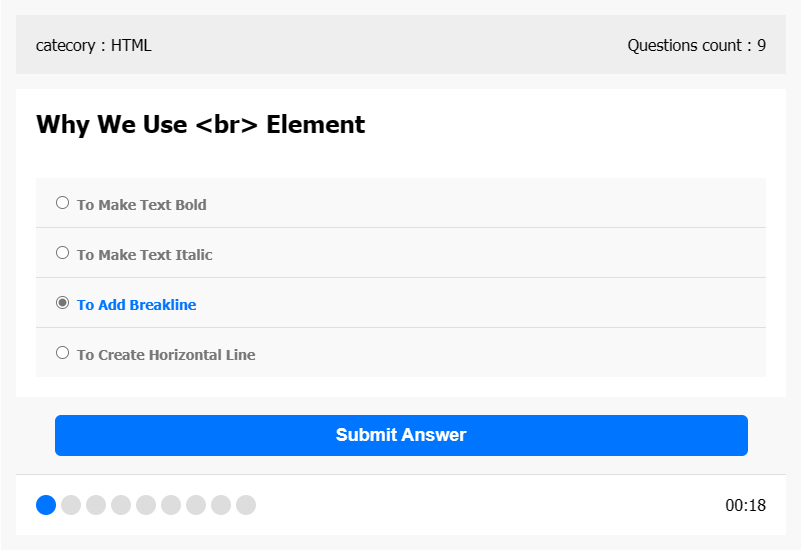 catecory : HTML
Questions count : 9
Why We Use <br> Element
To Make Text Bold
To Make Text Italic
To Add Breakline
To Create Horizontal Line
Submit Answer
00:18